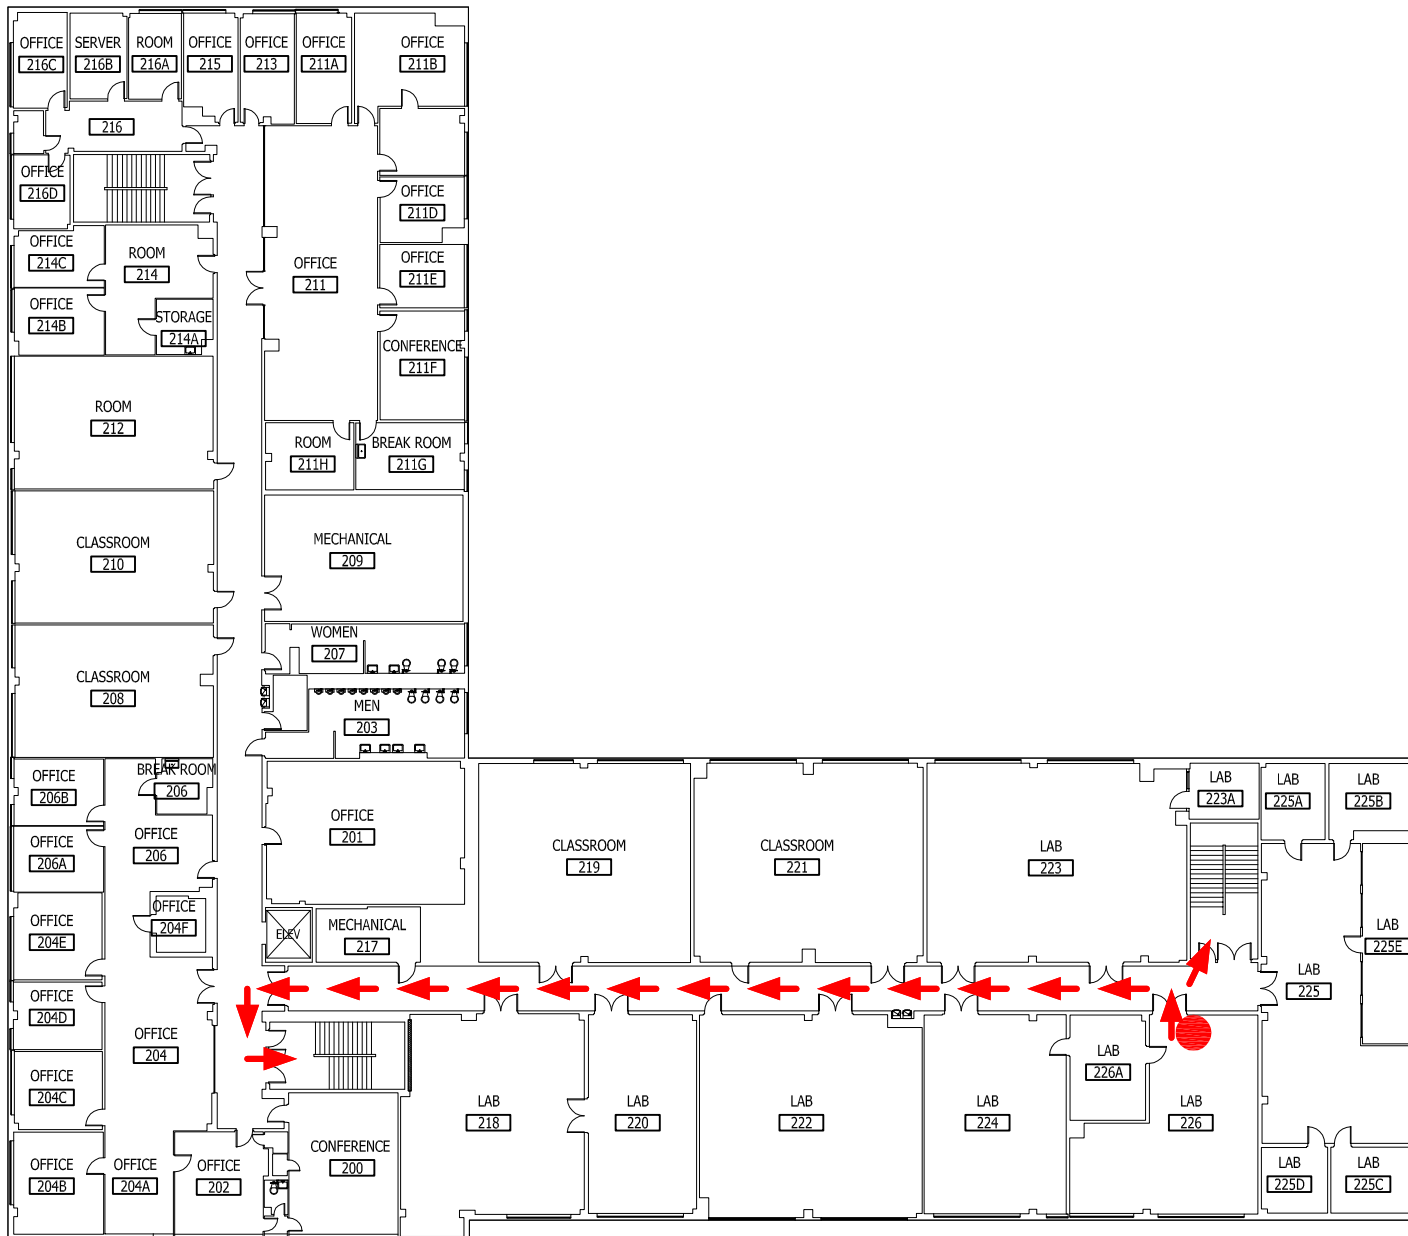 OFFICE
216C
SERVER
216B
ROOM
216A
OFFICE
215
OFFICE
213
OFFICE
211A
OFFICE
211B
216
OFFICE
216D
OFFICE
211D
OFFICE
214C
ROOM
214
OFFICE
211
OFFICE
211E
OFFICE
214B
STORAGE
214A
CONFERENCE
211F
ROOM
212
ROOM
211H
BREAK ROOM
211G
CLASSROOM
210
MECHANICAL
209
WOMEN
207
CLASSROOM
208
MEN
203
OFFICE
206B
BREAK ROOM
206
OFFICE
201
OFFICE
206A
OFFICE
206
CLASSROOM
219
CLASSROOM
221
LAB
223
LAB
223A
LAB
225A
LAB
225B
OFFICE
204E
OFFICE
204F
ELEV
MECHANICAL
217
LAB
225E
LAB
225
OFFICE
204D
OFFICE
204
OFFICE
204C
LAB
226A
LAB
218
LAB
220
LAB
222
LAB
224
LAB
226
OFFICE
204B
OFFICE
204A
OFFICE
202
CONFERENCE
200
LAB
225D
LAB
225C